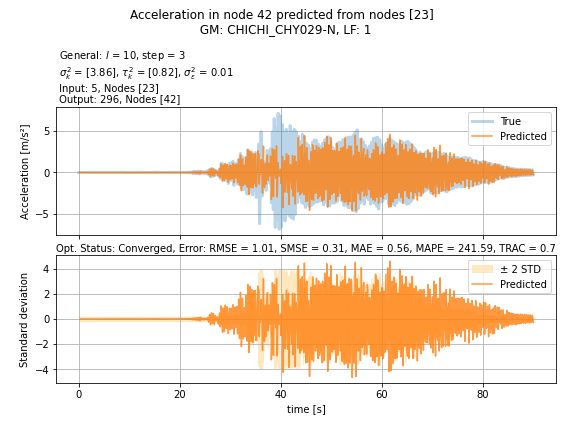 Acceleration in node 42 predicted from nodes [23]
GM: CHICHI_CHY029-N, LF: 1
General: l = 10, step = 3
σ²ₖ = [3.86], τ²ₖ = [0.82], σ²ε = 0.01
Input: 5, Nodes [23]
Output: 296, Nodes [42]
Acceleration [m/s²]
5
0
−5
True
Predicted
Opt. Status: Converged, Error: RMSE = 1.01, SMSE = 0.31, MAE = 0.56, MAPE = 241.59, TRAC = 0.7
Standard deviation
4
2
0
−2
−4
± 2 STD
Predicted
0 20 40 60 80
time [s]